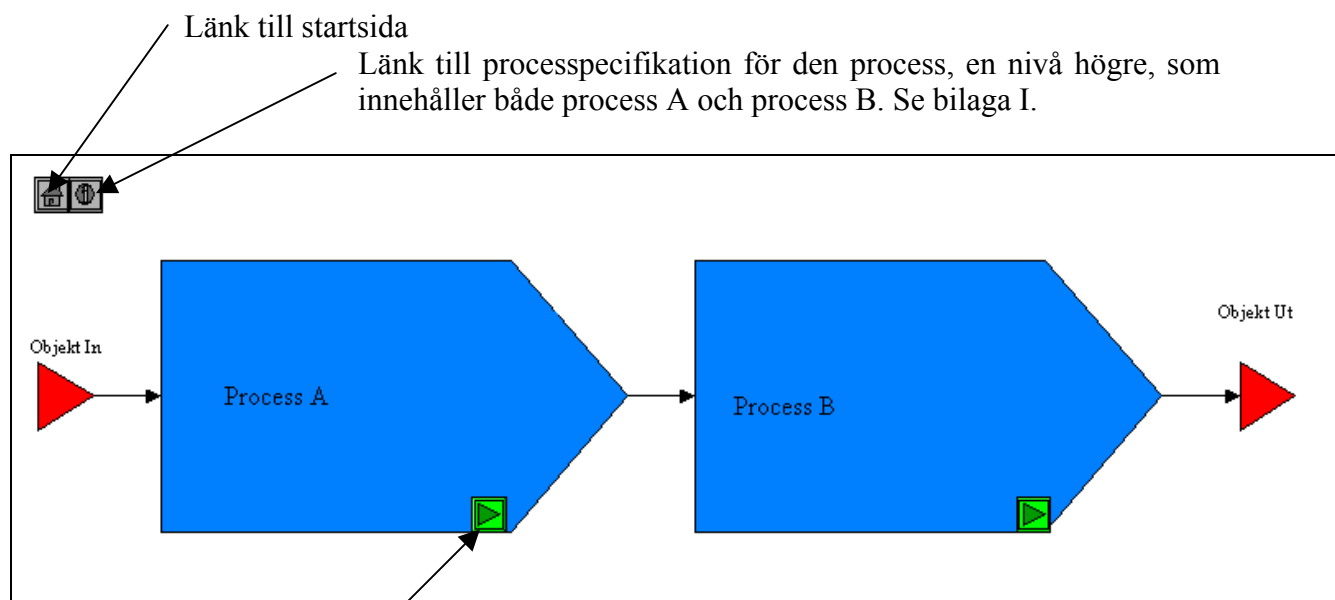 Länk till startsida
Länk till processpecifikation för den process, en nivå högre, som
innehåller både process A och process B. Se bilaga I.
Objekt In
Process A
Process B
Objekt Ut